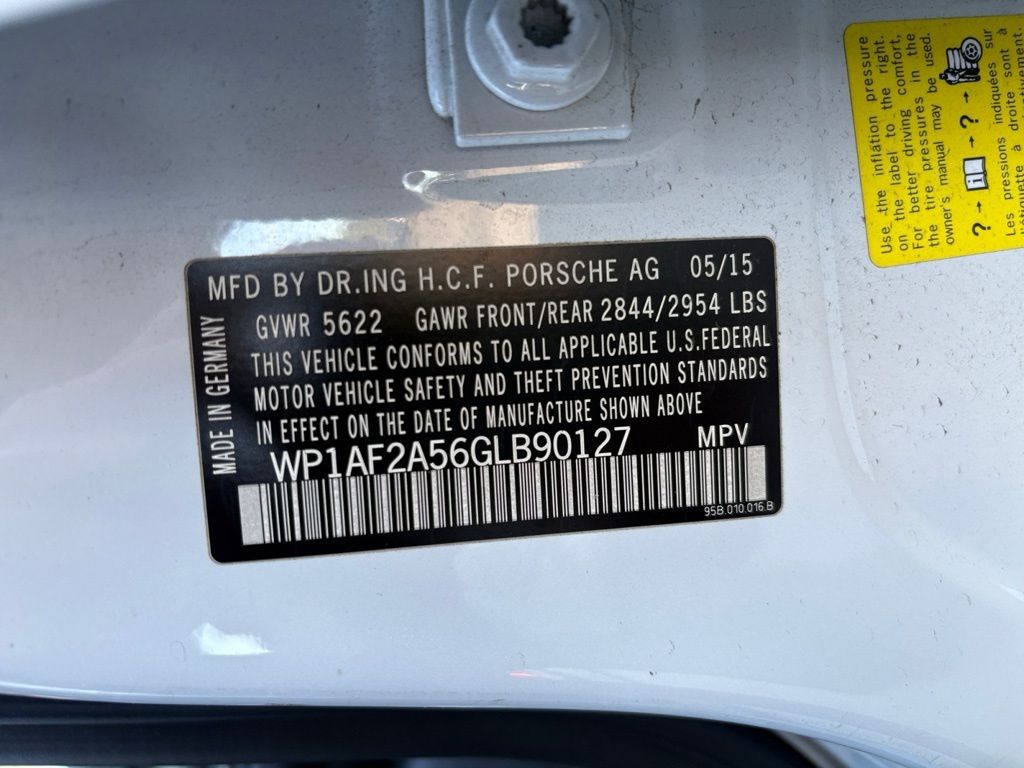 MFD BY DR.ING H.C.F. PORSCHE AG 05/15
GVWR 5622 GAWR FRONT/REAR 2844/2954 LBS
THIS VEHICLE CONFORMS TO ALL APPLICABLE U.S.FEDERAL
MOTOR VEHICLE SAFETY AND THEFT PREVENTION STANDARDS
IN EFFECT ON THE DATE OF MANUFACTURE SHOWN ABOVE
WP1AF2A56GLB90127 MPV
95B.010.016.B
MADE IN GERMANY
Use the inflation pressure
on the label to the right.
For better driving comfort,
the tire pressures in the
owner's manual may be used.
? → i → ? →
Les pressions indiquées sur
l'étiquette à droite sont à